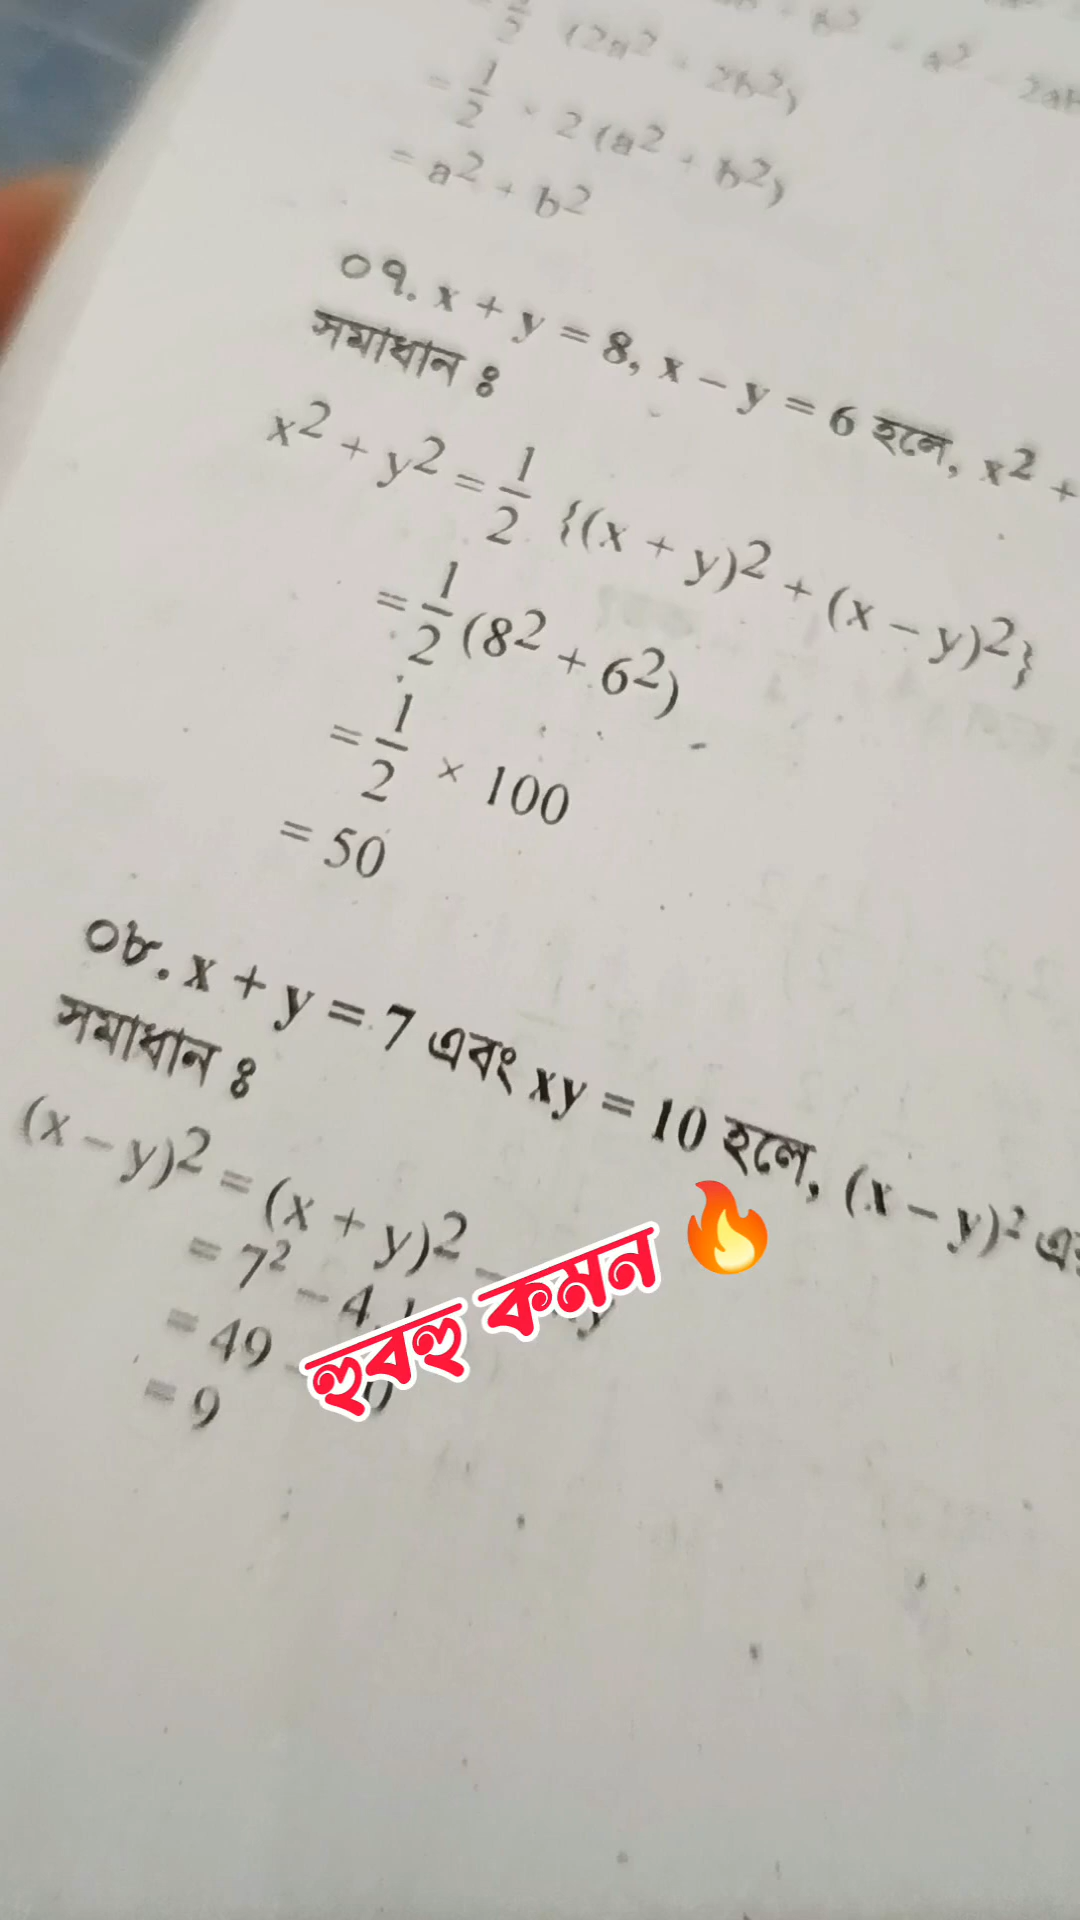 (2a² + 2b²)
= 1/2 × 2 (a² + b²)
= a² + b²
০৭. x + y = 8, x − y = 6 হলে, x² +
সমাধান ঃ
x² + y² = 1/2 {(x + y)² + (x − y)²}
= 1/2 (8² + 6²)
= 1/2 × 100
= 50
০৮. x + y = 7 এবং xy = 10 হলে, (x − y)²
সমাধান ঃ
(x − y)² = (x + y)² −
= 7² − 4.
= 49
= 9
হুবহু কমন 🔥